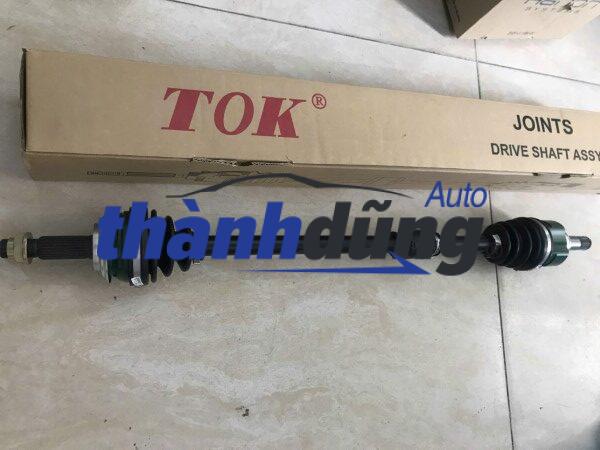 TOK®
JOINTS
DRIVE SHAFT ASSY
Auto
thànhdũng